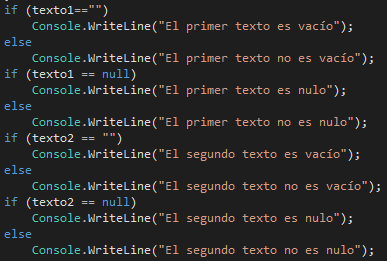 if (texto1=="")
Console.WriteLine("El primer texto es vacío");
else
Console.WriteLine("El primer texto no es vacío");
if (texto1 == null)
Console.WriteLine("El primer texto es nulo");
else
Console.WriteLine("El primer texto no es nulo");
if (texto2 == "")
Console.WriteLine("El segundo texto es vacío");
else
Console.WriteLine("El segundo texto no es vacío");
if (texto2 == null)
Console.WriteLine("El segundo texto es nulo");
else
Console.WriteLine("El segundo texto no es nulo");